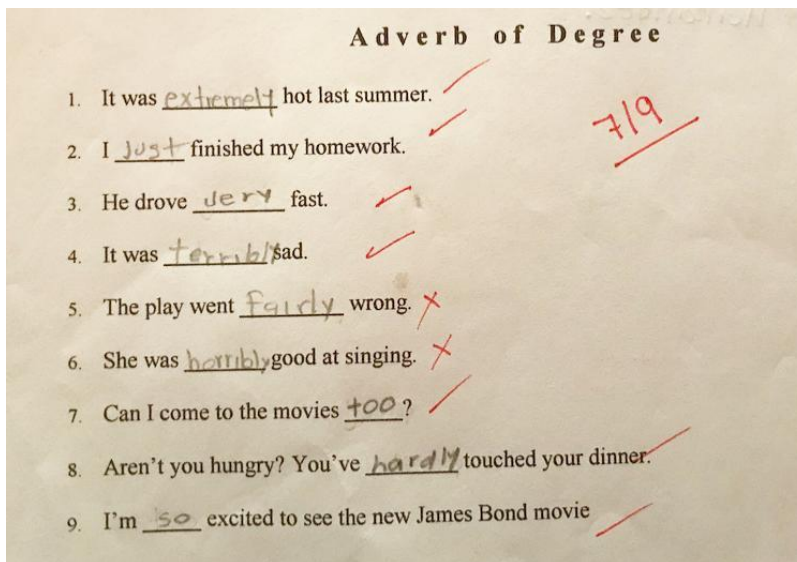 Adverb of Degree
1. It was extremely hot last summer.
7/9
2. I Just finished my homework.
3. He drove very fast.
4. It was terribly sad.
5. The play went fairly wrong.
6. She was horribly good at singing.
7. Can I come to the movies too?
8. Aren't you hungry? You've hardly touched your dinner.
9. I'm so excited to see the new James Bond movie